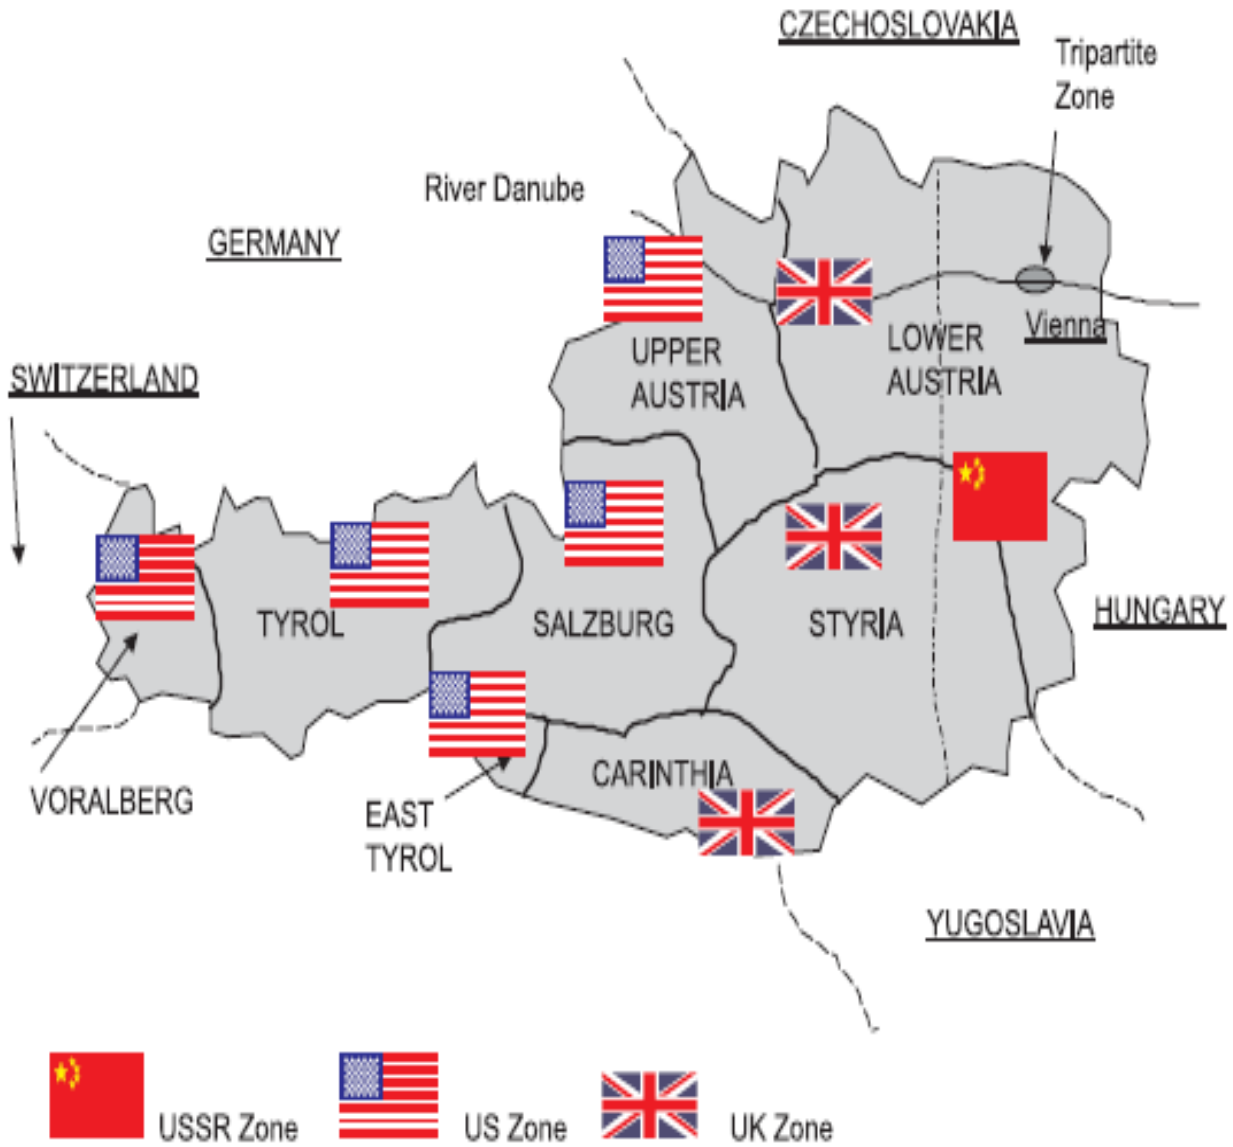 CZECHOSLOVAKIA
Tripartite
Zone
River Danube
GERMANY
Vienna
UPPER
AUSTRIA
LOWER
AUSTRIA
SWITZERLAND
TYROL
SALZBURG
STYRIA
HUNGARY
VORALBERG
CARINTHIA
EAST
TYROL
YUGOSLAVIA
USSR Zone
US Zone
UK Zone